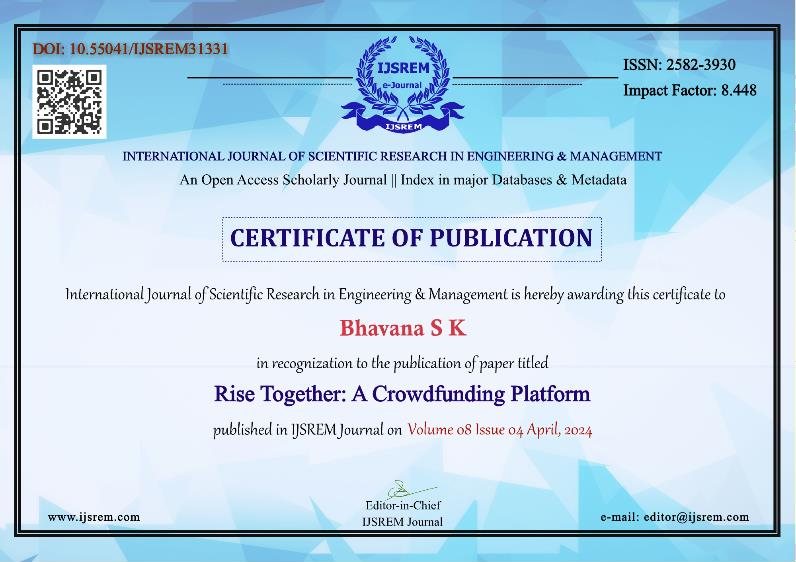 DOI: 10.55041/IJSREM31331
IJSREM
e-Journal
IJSREM
ISSN: 2582-3930
Impact Factor: 8.448
INTERNATIONAL JOURNAL OF SCIENTIFIC RESEARCH IN ENGINEERING & MANAGEMENT
An Open Access Scholarly Journal || Index in major Databases & Metadata
CERTIFICATE OF PUBLICATION
International Journal of Scientific Research in Engineering & Management is hereby awarding this certificate to
Bhavana S K
in recognization to the publication of paper titled
Rise Together: A Crowdfunding Platform
published in IJSREM Journal on Volume 08 Issue 04 April, 2024
Editor-in-Chief
IJSREM Journal
www.ijsrem.com
e-mail: editor@ijsrem.com